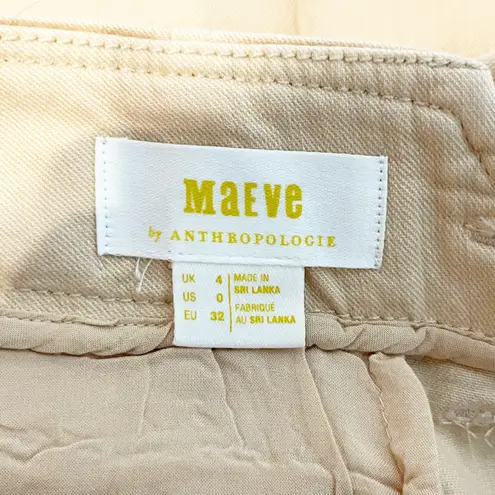 MAEVE
by ANTHROPOLOGIE
UK 4
US 0
EU 32
MADE IN
SRI LANKA
FABRIQUÉ
AU SRI LANKA